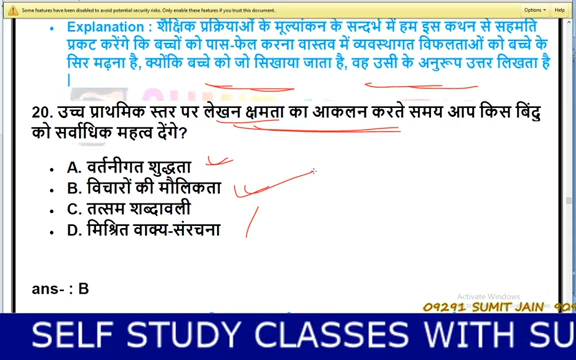 Some features have been disabled to avoid potential security risks. Only enable these features if you trust this document.
Options
• Explanation : शैक्षिक प्रक्रियाओं के मूल्यांकन के सन्दर्भ में हम इस कथन से सहमति
प्रकट करेंगे कि बच्चों को पास-फेल करना वास्तव में व्यवस्थागत विफलताओं को बच्चे के
सिर मढ़ना है, क्योंकि बच्चे को जो सिखाया जाता है, वह उसी के अनुरूप उत्तर लिखता है
|
20. उच्च प्राथमिक स्तर पर लेखन क्षमता का आकलन करते समय आप किस बिंदु
को सर्वाधिक महत्व देंगे?
• A. वर्तनीगत शुद्धता
• B. विचारों की मौलिकता
• C. तत्सम शब्दावली
• D. मिश्रित वाक्य-संरचना
ans- : B
Activate Windows
09291 SUMIT JAIN 909
SELF STUDY CLASSES WITH SU